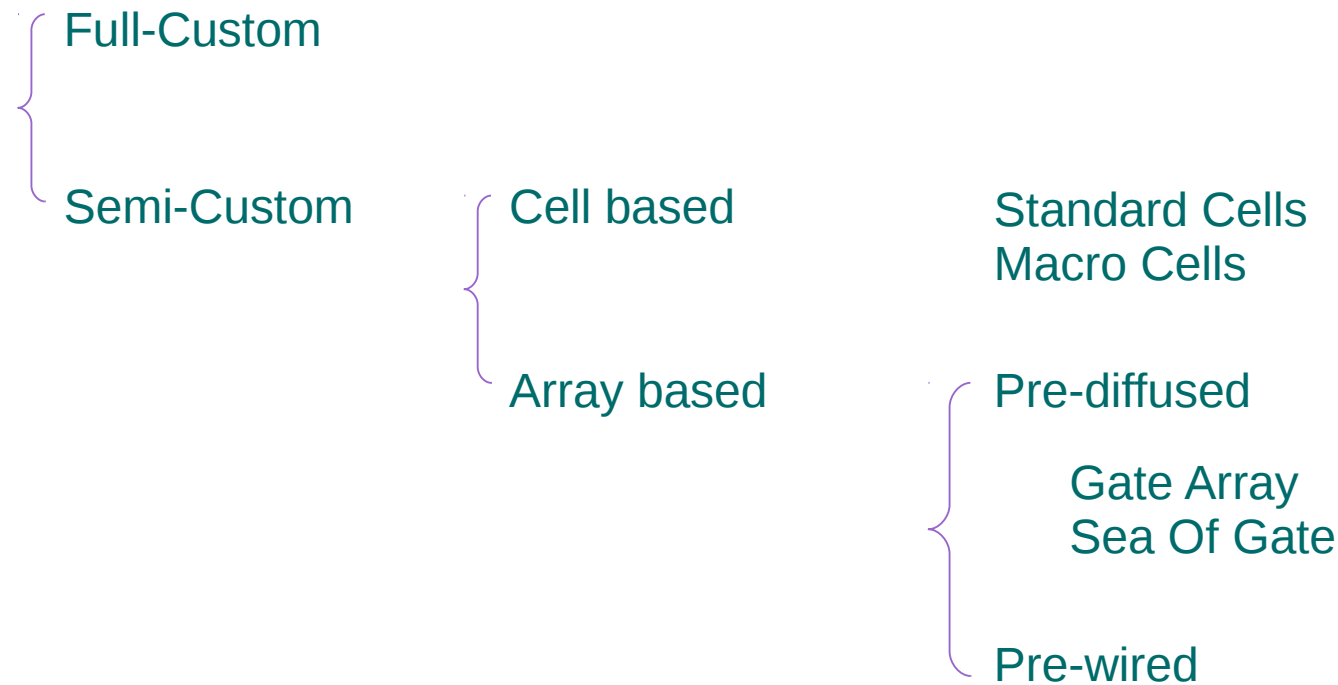 Full-Custom
Semi-Custom
Cell based
Standard Cells
Macro Cells
Array based
Pre-diffused
Gate Array
Sea Of Gate
Pre-wired